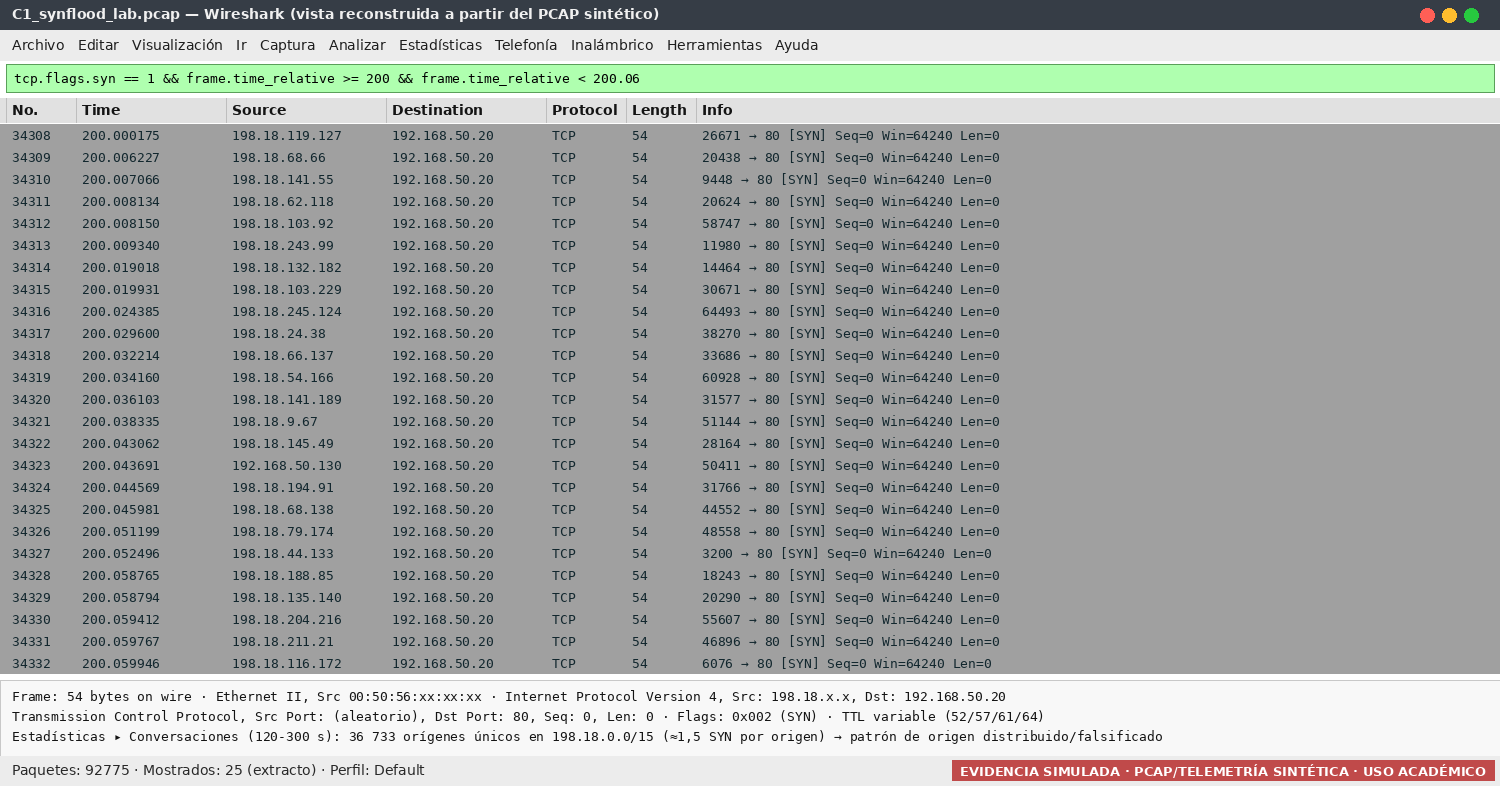 C1_synflood_lab.pcap — Wireshark (vista reconstruida a partir del PCAP sintético)
Archivo Editar Visualización Ir Captura Analizar Estadísticas Telefonía Inalámbrico Herramientas Ayuda
tcp.flags.syn == 1 && frame.time_relative >= 200 && frame.time_relative < 200.06
No. Time Source Destination Protocol Length Info
34308 200.000175 198.18.119.127 192.168.50.20 TCP 54 26671 → 80 [SYN] Seq=0 Win=64240 Len=0
34309 200.006227 198.18.68.66 192.168.50.20 TCP 54 20438 → 80 [SYN] Seq=0 Win=64240 Len=0
34310 200.007066 198.18.141.55 192.168.50.20 TCP 54 9448 → 80 [SYN] Seq=0 Win=64240 Len=0
34311 200.008134 198.18.62.118 192.168.50.20 TCP 54 20624 → 80 [SYN] Seq=0 Win=64240 Len=0
34312 200.008150 198.18.103.92 192.168.50.20 TCP 54 58747 → 80 [SYN] Seq=0 Win=64240 Len=0
34313 200.009340 198.18.243.99 192.168.50.20 TCP 54 11980 → 80 [SYN] Seq=0 Win=64240 Len=0
34314 200.019018 198.18.132.182 192.168.50.20 TCP 54 14464 → 80 [SYN] Seq=0 Win=64240 Len=0
34315 200.019931 198.18.103.229 192.168.50.20 TCP 54 30671 → 80 [SYN] Seq=0 Win=64240 Len=0
34316 200.024385 198.18.245.124 192.168.50.20 TCP 54 64493 → 80 [SYN] Seq=0 Win=64240 Len=0
34317 200.029600 198.18.24.38 192.168.50.20 TCP 54 38270 → 80 [SYN] Seq=0 Win=64240 Len=0
34318 200.032214 198.18.66.137 192.168.50.20 TCP 54 33686 → 80 [SYN] Seq=0 Win=64240 Len=0
34319 200.034160 198.18.54.166 192.168.50.20 TCP 54 60928 → 80 [SYN] Seq=0 Win=64240 Len=0
34320 200.036103 198.18.141.189 192.168.50.20 TCP 54 31577 → 80 [SYN] Seq=0 Win=64240 Len=0
34321 200.038335 198.18.9.67 192.168.50.20 TCP 54 51144 → 80 [SYN] Seq=0 Win=64240 Len=0
34322 200.043062 198.18.145.49 192.168.50.20 TCP 54 28164 → 80 [SYN] Seq=0 Win=64240 Len=0
34323 200.043691 192.168.50.130 192.168.50.20 TCP 54 50411 → 80 [SYN] Seq=0 Win=64240 Len=0
34324 200.044569 198.18.194.91 192.168.50.20 TCP 54 31766 → 80 [SYN] Seq=0 Win=64240 Len=0
34325 200.045981 198.18.68.138 192.168.50.20 TCP 54 44552 → 80 [SYN] Seq=0 Win=64240 Len=0
34326 200.051199 198.18.79.174 192.168.50.20 TCP 54 48558 → 80 [SYN] Seq=0 Win=64240 Len=0
34327 200.052496 198.18.44.133 192.168.50.20 TCP 54 3200 → 80 [SYN] Seq=0 Win=64240 Len=0
34328 200.058765 198.18.188.85 192.168.50.20 TCP 54 18243 → 80 [SYN] Seq=0 Win=64240 Len=0
34329 200.058794 198.18.135.140 192.168.50.20 TCP 54 20290 → 80 [SYN] Seq=0 Win=64240 Len=0
34330 200.059412 198.18.204.216 192.168.50.20 TCP 54 55607 → 80 [SYN] Seq=0 Win=64240 Len=0
34331 200.059767 198.18.211.21 192.168.50.20 TCP 54 46896 → 80 [SYN] Seq=0 Win=64240 Len=0
34332 200.059946 198.18.116.172 192.168.50.20 TCP 54 6076 → 80 [SYN] Seq=0 Win=64240 Len=0
Frame: 54 bytes on wire · Ethernet II, Src 00:50:56:xx:xx:xx · Internet Protocol Version 4, Src: 198.18.x.x, Dst: 192.168.50.20
Transmission Control Protocol, Src Port: (aleatorio), Dst Port: 80, Seq: 0, Len: 0 · Flags: 0x002 (SYN) · TTL variable (52/57/61/64)
Estadísticas ▸ Conversaciones (120-300 s): 36 733 orígenes únicos en 198.18.0.0/15 (≈1,5 SYN por origen) → patrón de origen distribuido/falsificado
Paquetes: 92775 · Mostrados: 25 (extracto) · Perfil: Default
EVIDENCIA SIMULADA · PCAP/TELEMETRÍA SINTÉTICA · USO ACADÉMICO